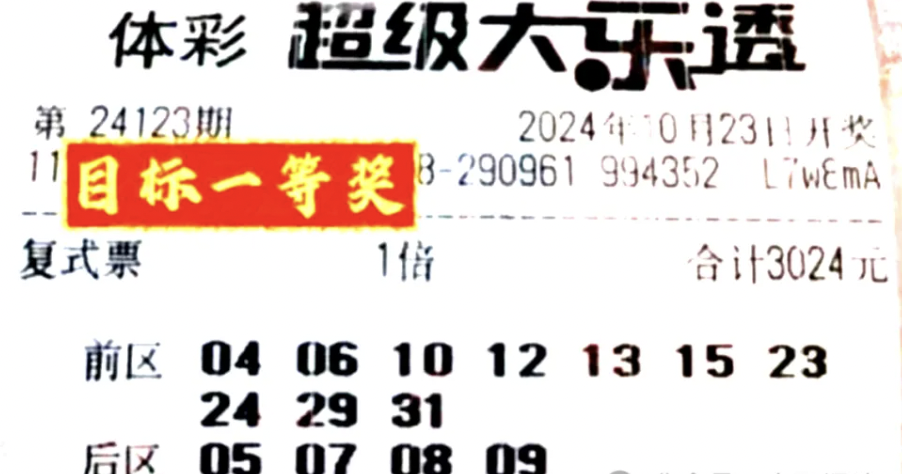 体彩 超级大乐透
第 24123期 2024年10月23日开奖
11 目标一等奖 8-290961 994352 L7wEmA
复式票 1倍 合计3024元
前区 04 06 10 12 13 15 23
24 29 31
后区 05 07 08 09